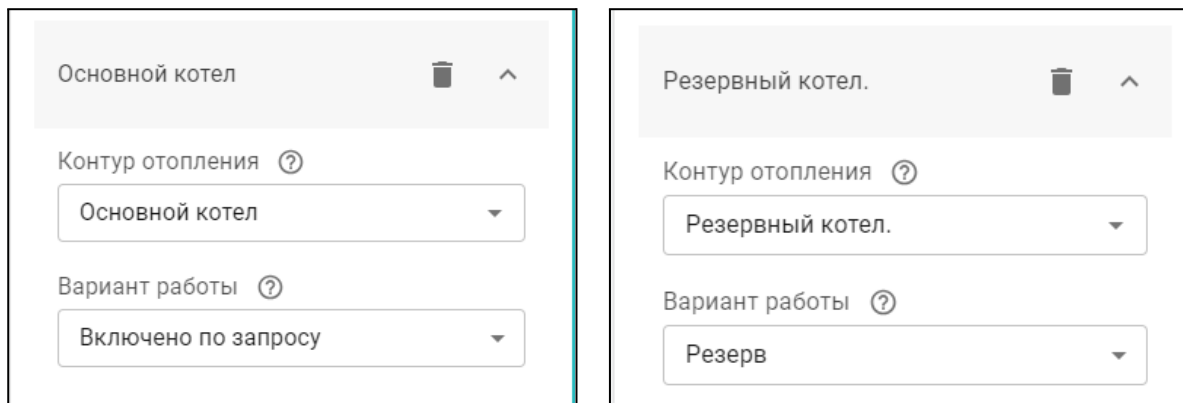 Основной котел
Контур отопления
Основной котел
Вариант работы
Включено по запросу
Резервный котел.
Контур отопления
Резервный котел.
Вариант работы
Резерв